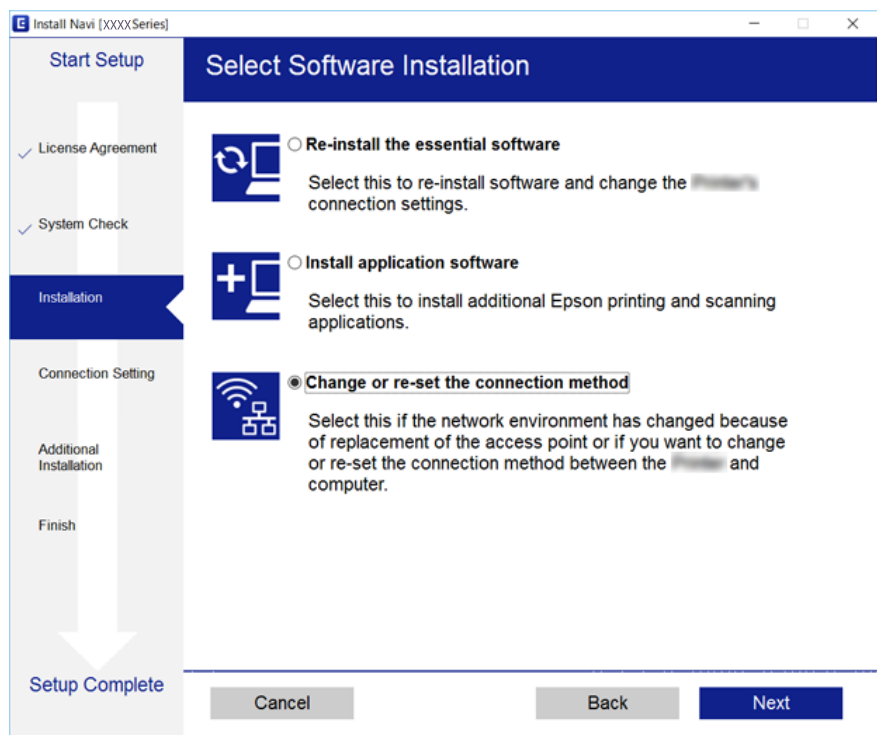 Install Navi [XXXX Series]
Start Setup
License Agreement
System Check
Installation
Connection Setting
Additional
Installation
Finish
Setup Complete
Select Software Installation
Re-install the essential software
Select this to re-install software and change the
connection settings.
Install application software
Select this to install additional Epson printing and scanning
applications.
Change or re-set the connection method
Select this if the network environment has changed because
of replacement of the access point or if you want to change
or re-set the connection method between the and
computer.
Cancel
Back
Next